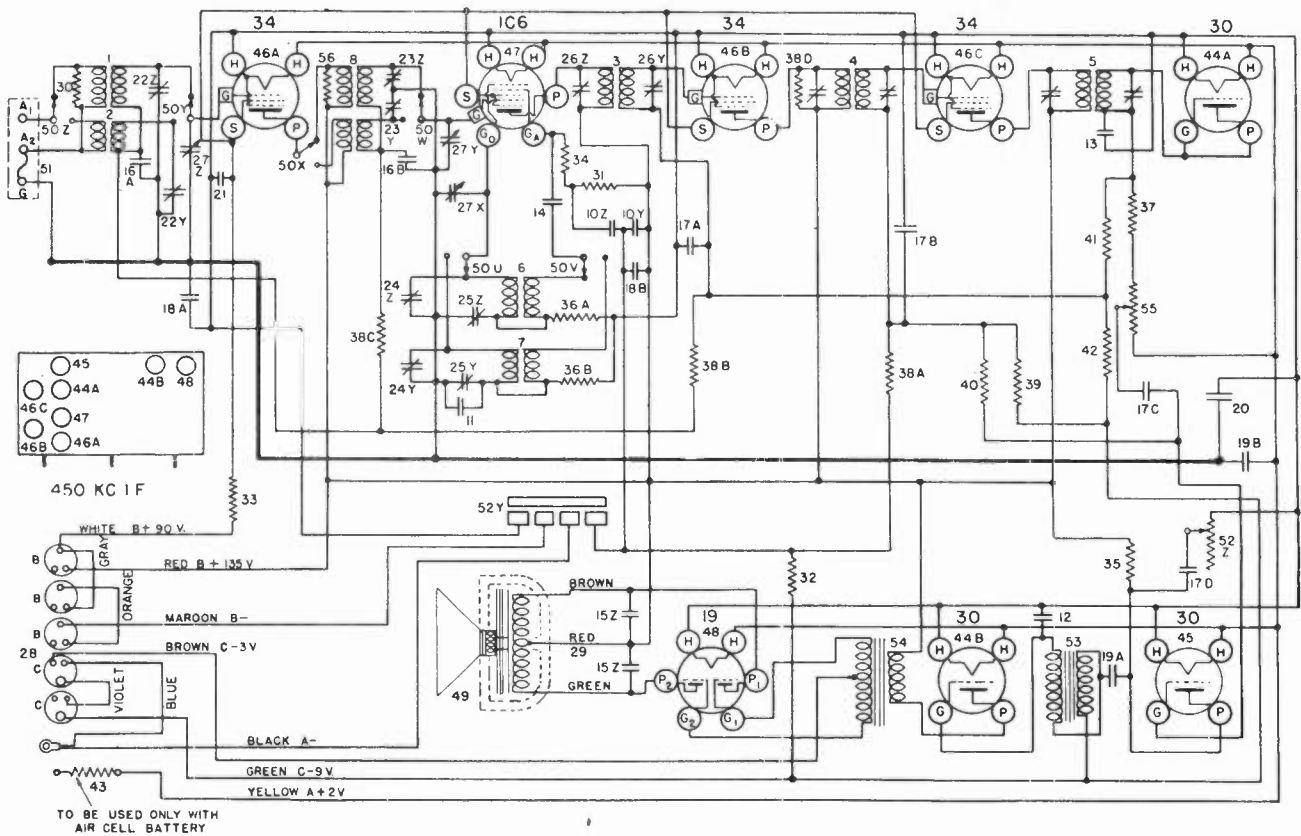 34
1C6
34
34
30
46A
47
46B
46C
44A
H H
H H
H H
H H
H H
1
30
22Z
56
8
23Z
26Z
3
26Y
38D
4
5
A
A2
G
51
50Z
2
50Y
G
S
P
S
G
GO
GA
P
G
S
P
G
S
P
G
P
16A
27Z
21
50X
23Y
50W
16B
27Y
34
13
22Y
27X
14
31
10Z
10Y
17A
17B
41
37
18A
24Z
50U
6
50V
18B
25Z
36A
38C
7
38B
38A
40
39
42
55
24Y
25Y
36B
11
17C
20
19B
45
44B
48
46C
44A
47
46B
46A
450 KC I F
33
52Y
WHITE B+ 90 V.
B
GRAY
RED B + 135 V
B
ORANGE
MAROON B-
B
BROWN C-3V
28
C
VIOLET
BLUE
C
BLACK A-
GREEN C-9V
YELLOW A+2V
43
TO BE USED ONLY WITH
AIR CELL BATTERY
BROWN
15Z
RED
29
15Z
GREEN
49
32
35
17D
52Z
19
48
H H
P2
P1
G2
G1
54
30
44B
H H
G
P
12
53
19A
30
45
H H
G
P